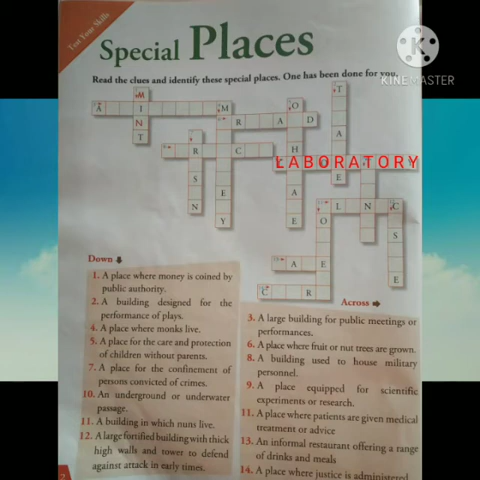 Test Your Skills
Special Places
KINEMASTER
Read the clues and identify these special places. One has been done for you.
LABORATORY
Down
1. A place where money is coined by
public authority.
2. A building designed for the
performance of plays.
4. A place where monks live.
5. A place for the care and protection
of children without parents.
7. A place for the confinement of
persons convicted of crimes.
10. An underground or underwater
passage.
11. A building in which nuns live.
12. A large fortified building with thick
high walls and tower to defend
against attack in early times.
Across
3. A large building for public meetings or
performances.
6. A place where fruit or nut trees are grown.
8. A building used to house military
personnel.
9. A place equipped for scientific
experiments or research.
11. A place where patients are given medical
treatment or advice
13. An informal restaurant offering a range
of drinks and meals
14. A place where justice is administered